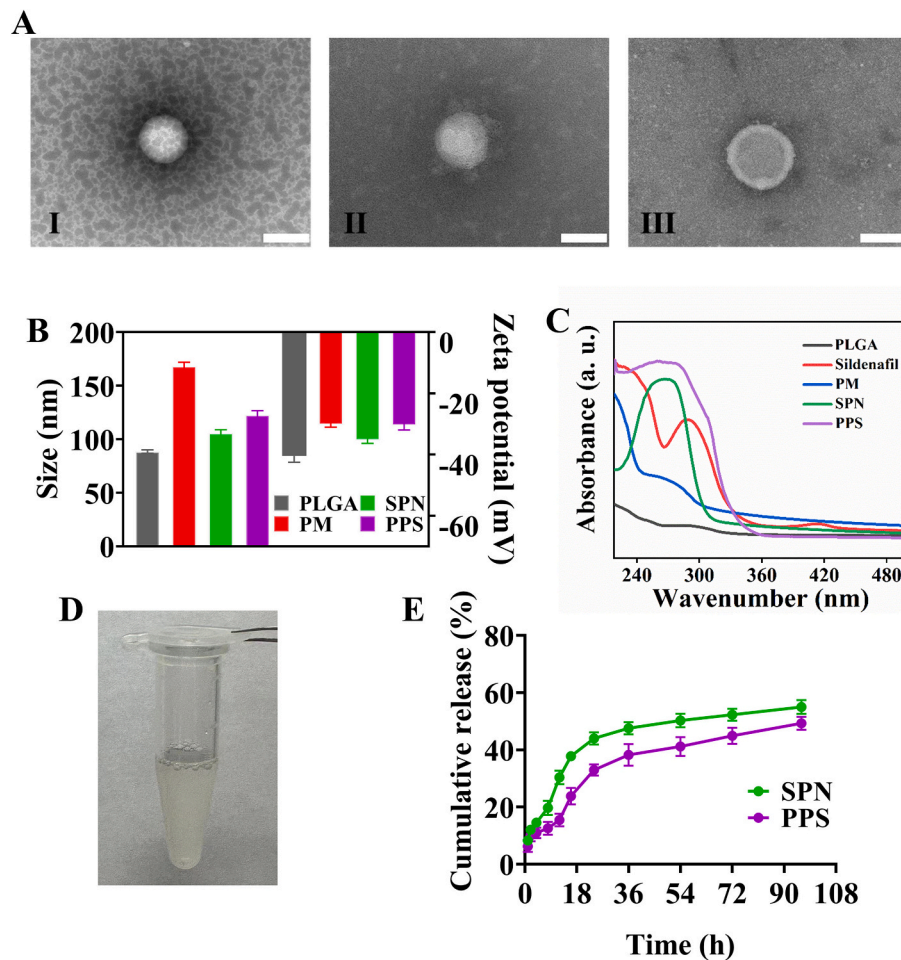 A
I
II
III
B
Size (nm)
200
150
100
50
0
PLGA
SPN
PM
PPS
0
-20
-40
-60
Zeta potential (mV)
C
Absorbance (a. u.)
PLGA
Sildenafil
PM
SPN
PPS
240
300
360
420
480
Wavenumber (nm)
D
E
Cumulative release (%)
80
60
40
20
0
SPN
PPS
0
18
36
54
72
90
108
Time (h)